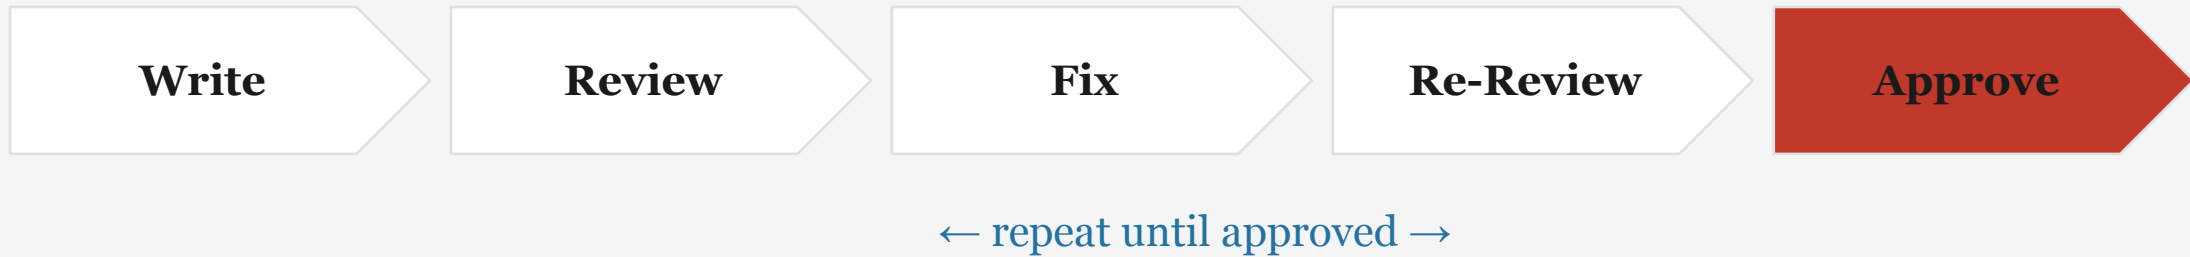 Write
Review
Fix
Re-Review
Approve
← repeat until approved →